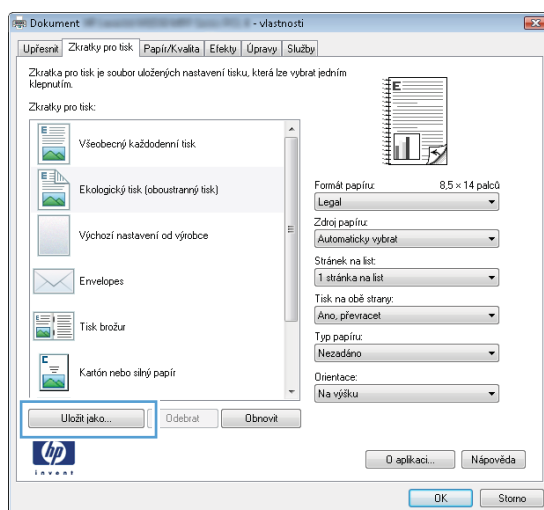 Dokument - vlastnosti
Upřesnit Zkratky pro tisk Papír/Kvalita Efekty Úpravy Služby
Zkratka pro tisk je soubor uložených nastavení tisku, která lze vybrat jedním
klepnutím.
Zkratky pro tisk:
Všeobecný každodenní tisk
Ekologický tisk (oboustranný tisk)
Výchozí nastavení od výrobce
Envelopes
Tisk brožur
Kartón nebo silný papír
Uložit jako...
Odebrat
Obnovit
E
Formát papíru: 8,5 × 14 palců
Legal
Zdroj papíru:
Automaticky vybrat
Stránek na list:
1 stránka na list
Tisk na obě strany:
Ano, převracet
Typ papíru:
Nezadáno
Orientace:
Na výšku
hp
invent
O aplikaci... Nápověda
OK Storno